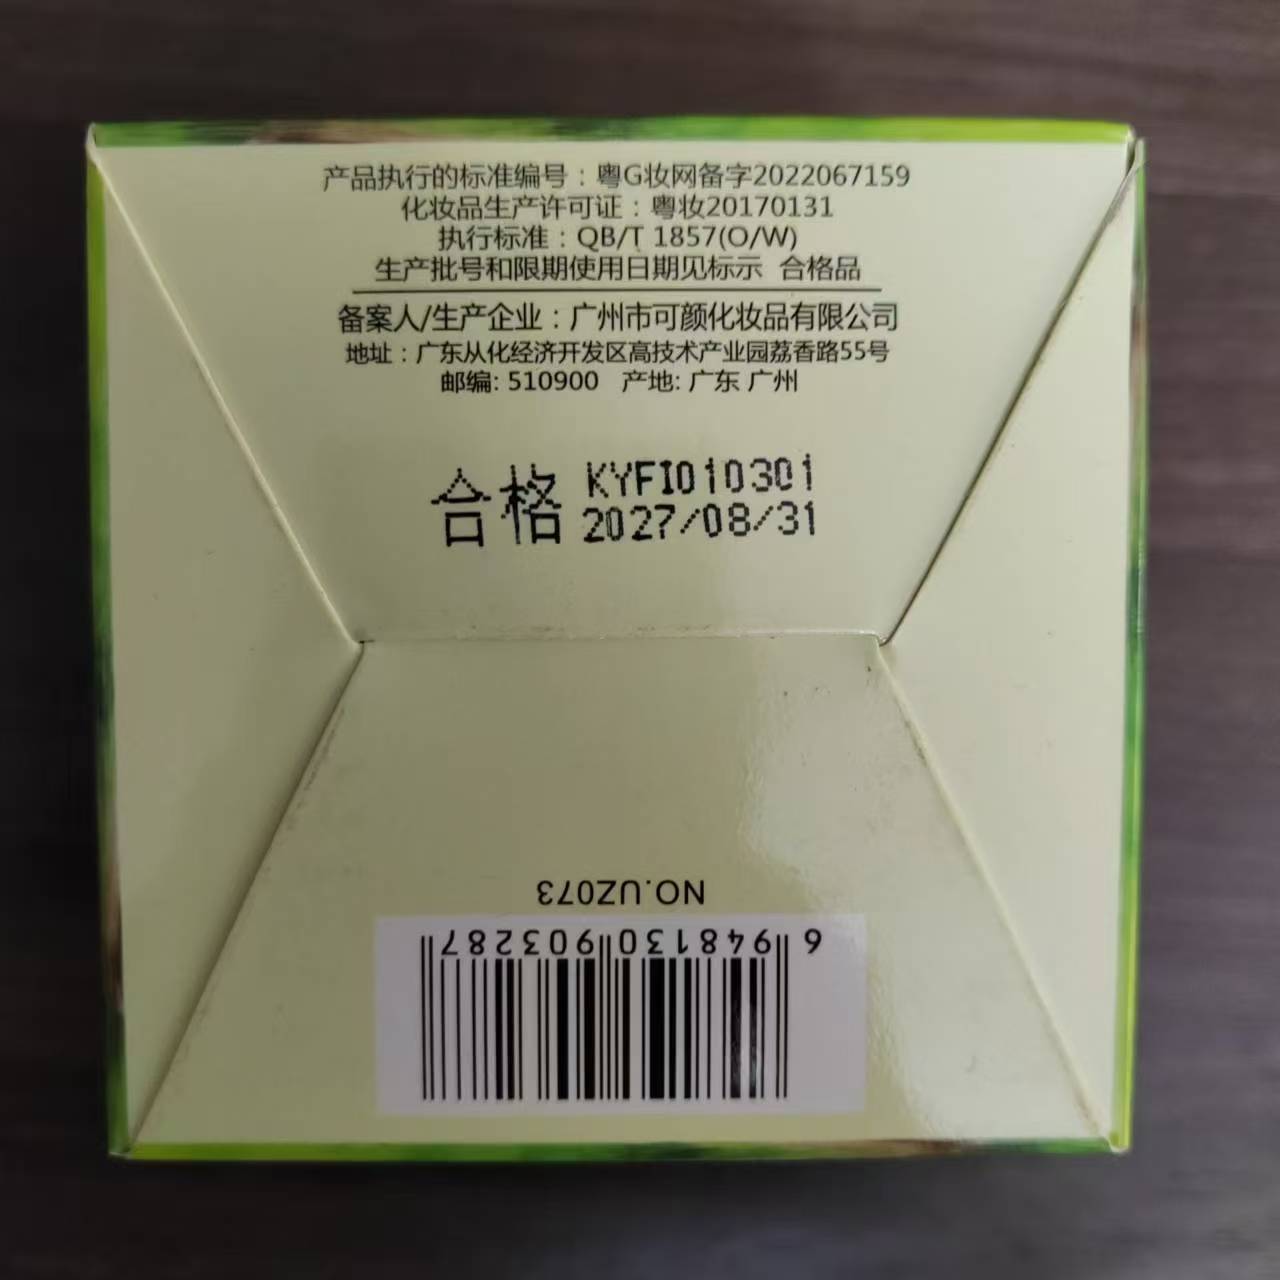 产品执行的标准编号：粤G妆网备字2022067159
化妆品生产许可证：粤妆20170131
执行标准：QB/T 1857(O/W)
生产批号和限期使用日期见标示 合格品
备案人/生产企业：广州市可颜化妆品有限公司
地址：广东从化经济开发区高技术产业园荔香路55号
邮编: 510900 产地: 广东 广州
合格 KYFI010301
2027/08/31
NO.UZ073
6 948130 903287